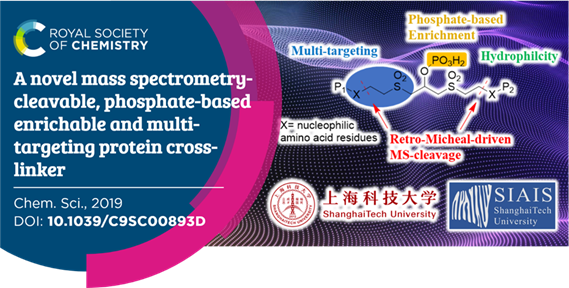 ROYAL SOCIETY
OF CHEMISTRY
A novel mass spectrometry-
cleavable, phosphate-based
enrichable and multi-
targeting protein cross-
linker
Chem. Sci., 2019
DOI: 10.1039/C9SC00893D
Phosphate-based
Enrichment
Multi-targeting
PO3H2
Hydrophilcity
P1
X
O2
S
O
O2
S
X
P2
X= nucleophilic
amino acid residues
Retro-Micheal-driven
MS-cleavage
上海科技大学
ShanghaiTech University
SIAIS
ShanghaiTech
University